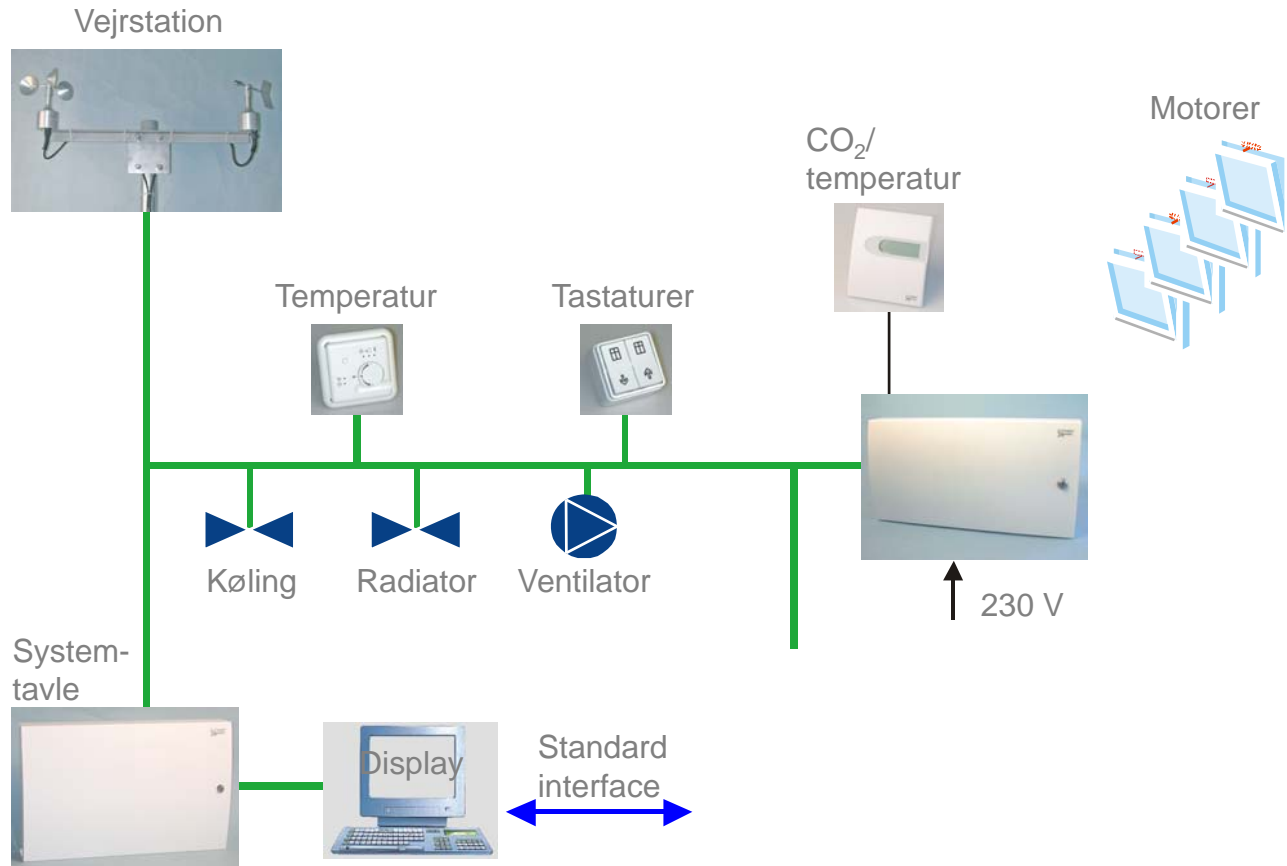 Vejrstation
Motorer
CO₂/
temperatur
Temperatur
Tastaturer
Køling
Radiator
Ventilator
230 V
System-
tavle
Display
Standard
interface